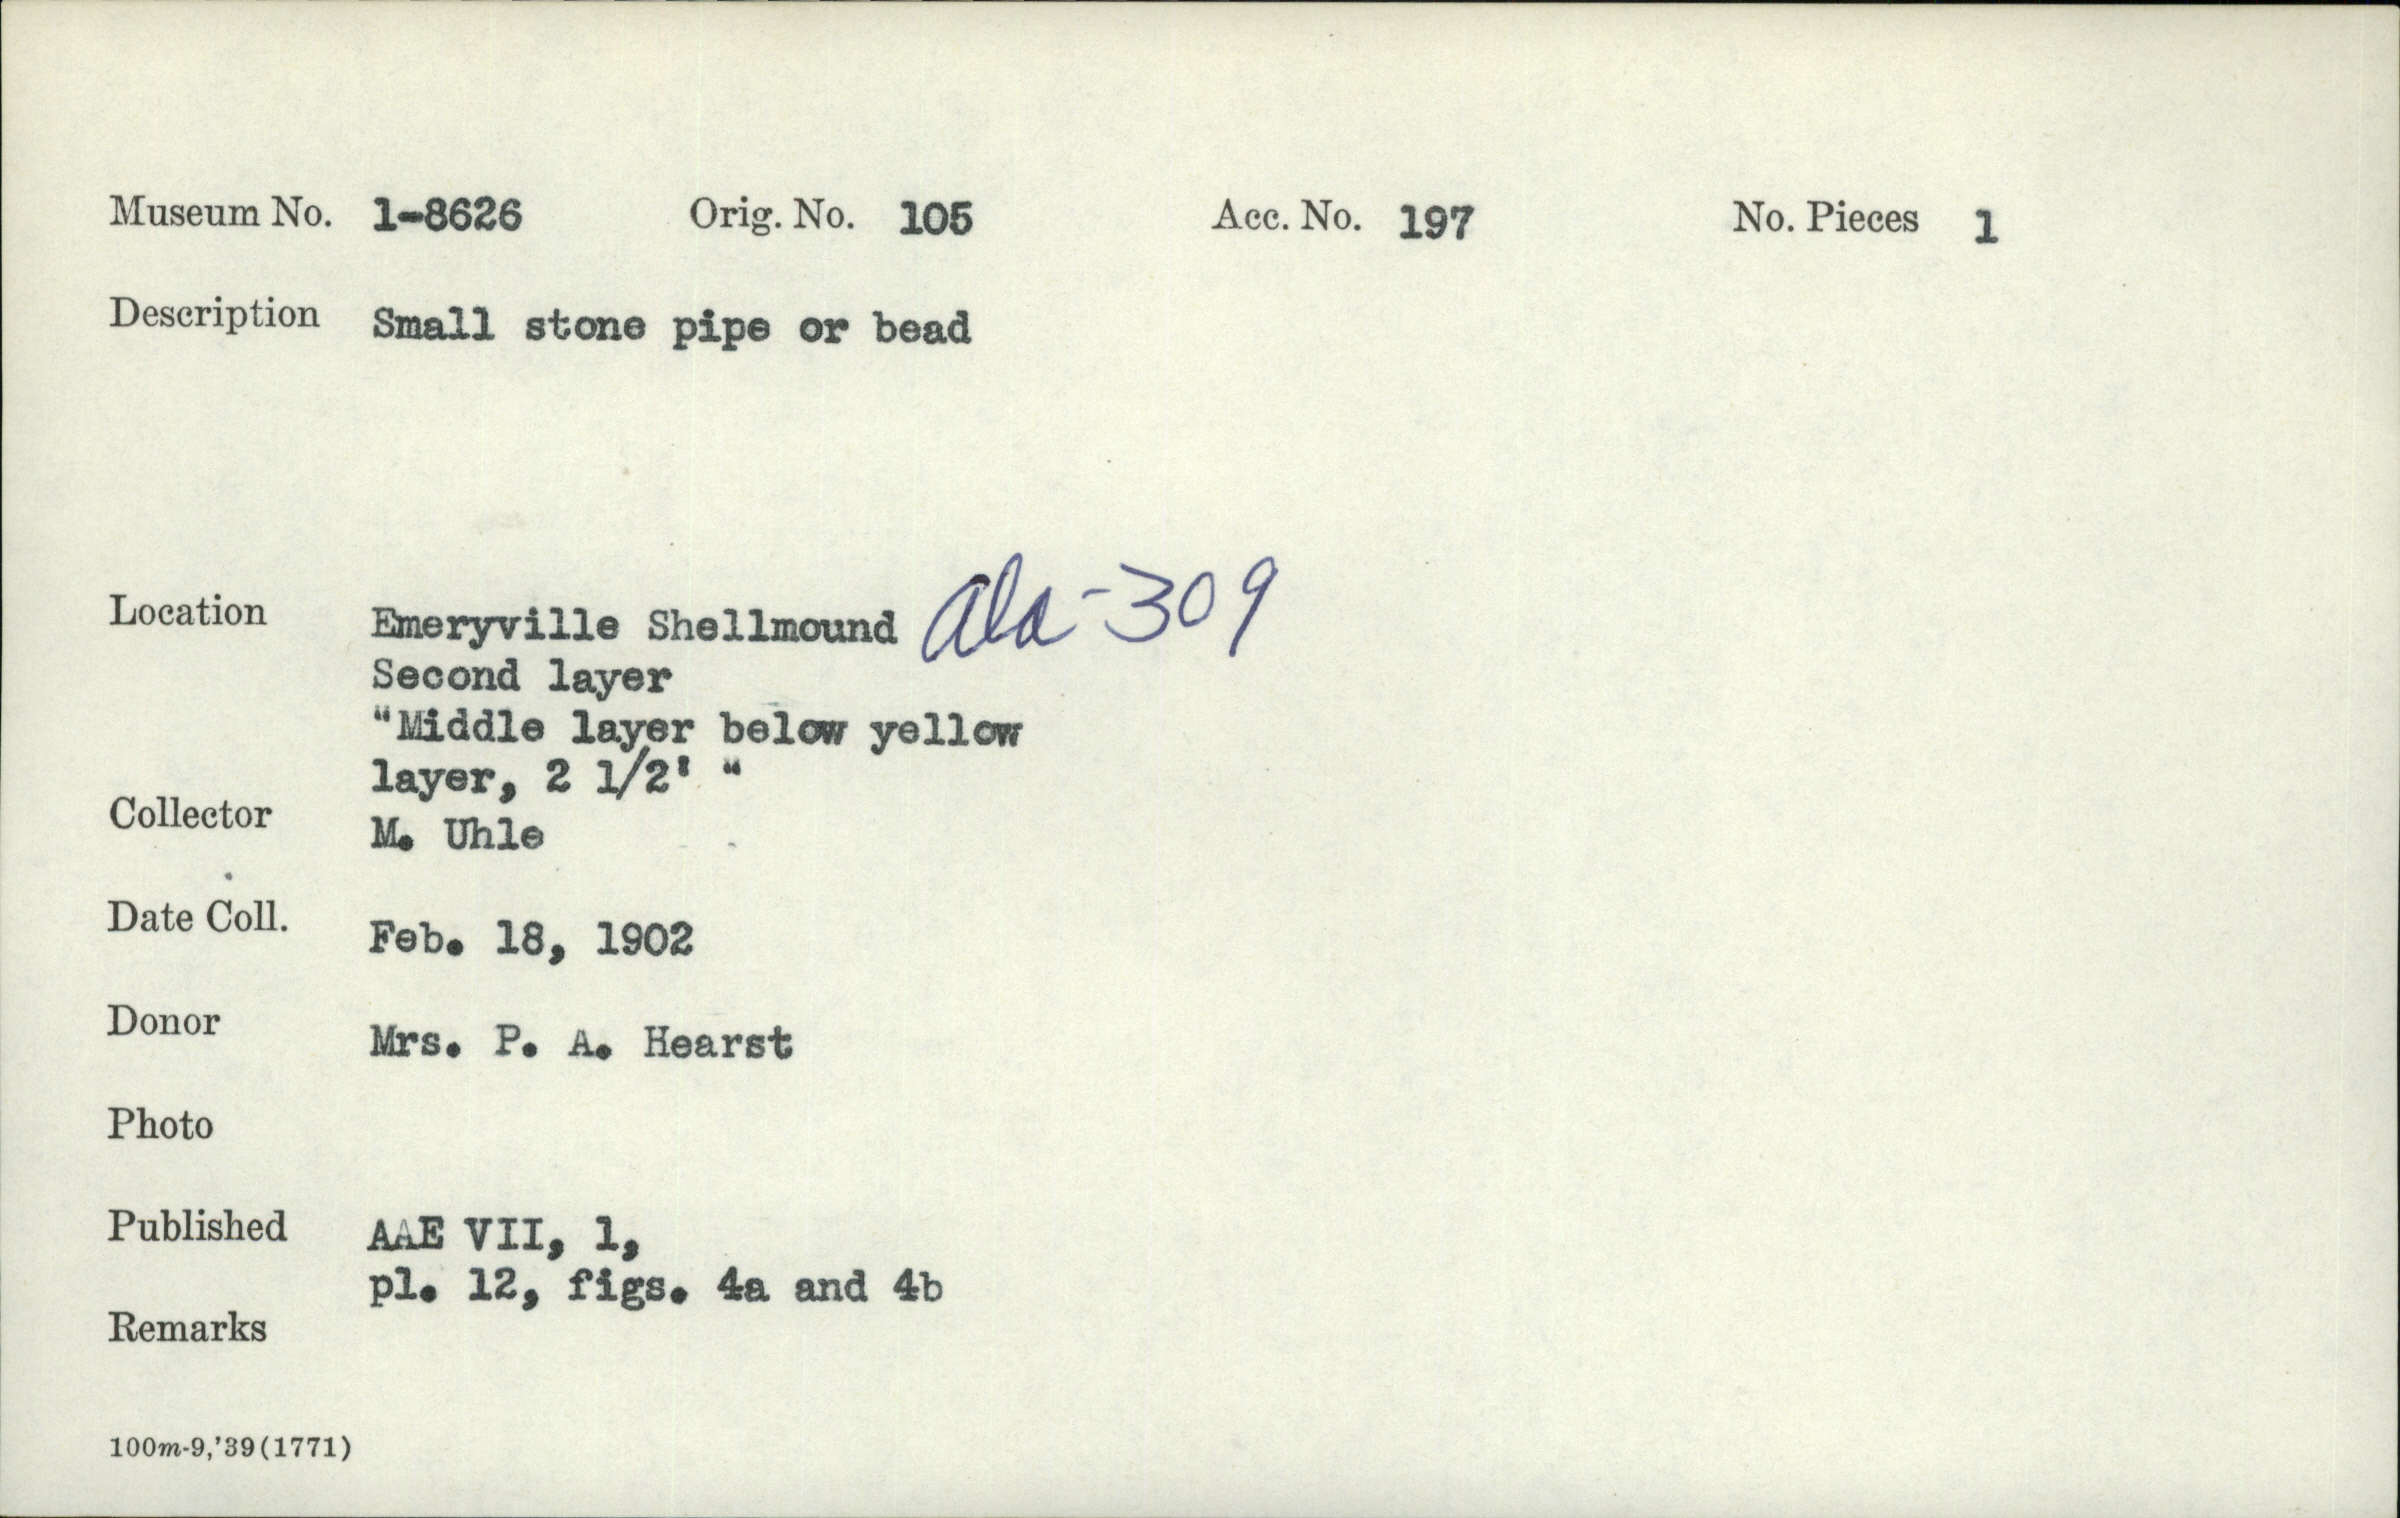 Museum No. 1-8626 Orig. No. 105 Acc. No. 197 No. Pieces 1
Description Small stone pipe or bead
Location Emeryville Shellmound Ala-309
Second layer
"Middle layer below yellow
layer, 2 1/2' "
Collector M. Uhle
Date Coll. Feb. 18, 1902
Donor Mrs. P. A. Hearst
Photo
Published AAE VII, 1,
pl. 12, figs. 4a and 4b
Remarks
100m-9,'39(1771)